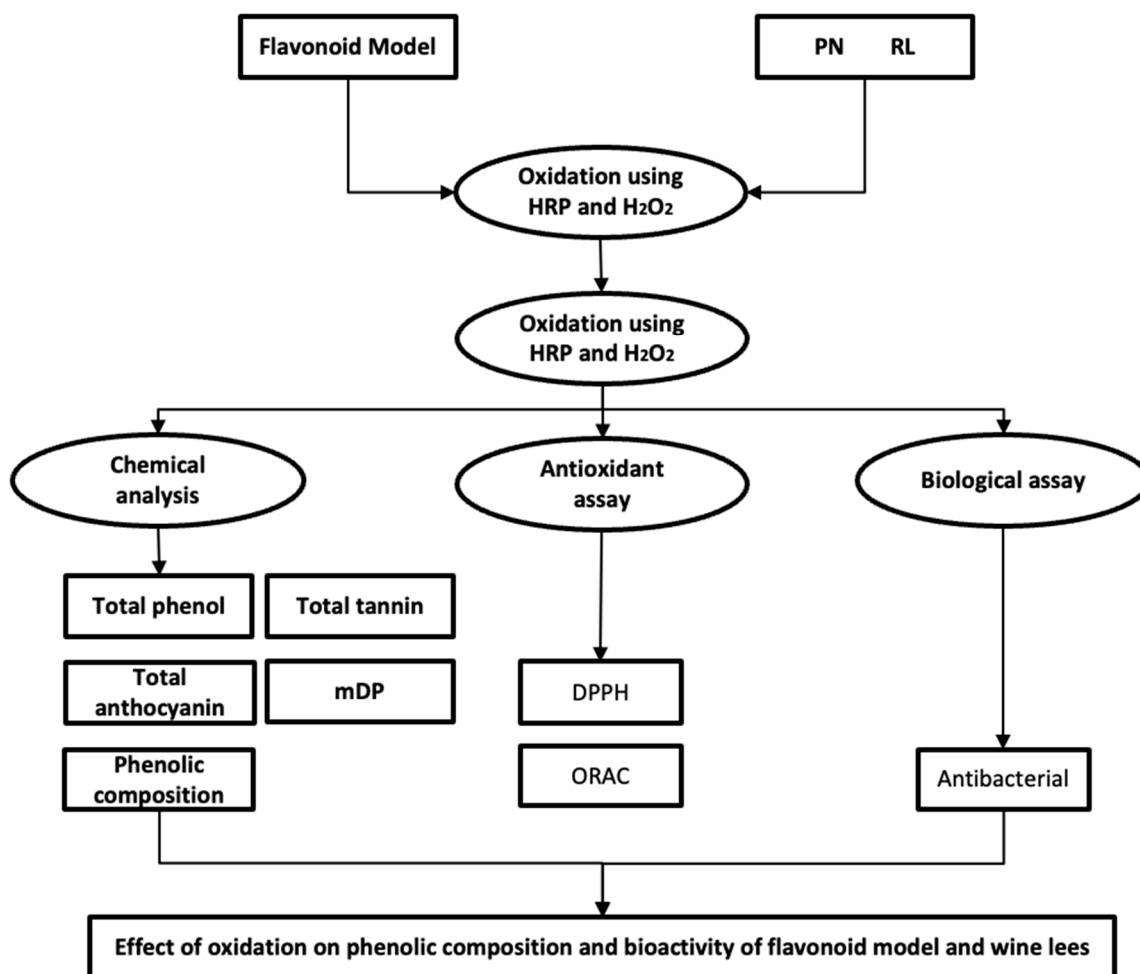 Flavonoid Model
PN RL
Oxidation using
HRP and H₂O₂
Oxidation using
HRP and H₂O₂
Chemical
analysis
Antioxidant
assay
Biological assay
Total phenol
Total tannin
Total
anthocyanin
mDP
DPPH
Phenolic
composition
ORAC
Antibacterial
Effect of oxidation on phenolic composition and bioactivity of flavonoid model and wine lees